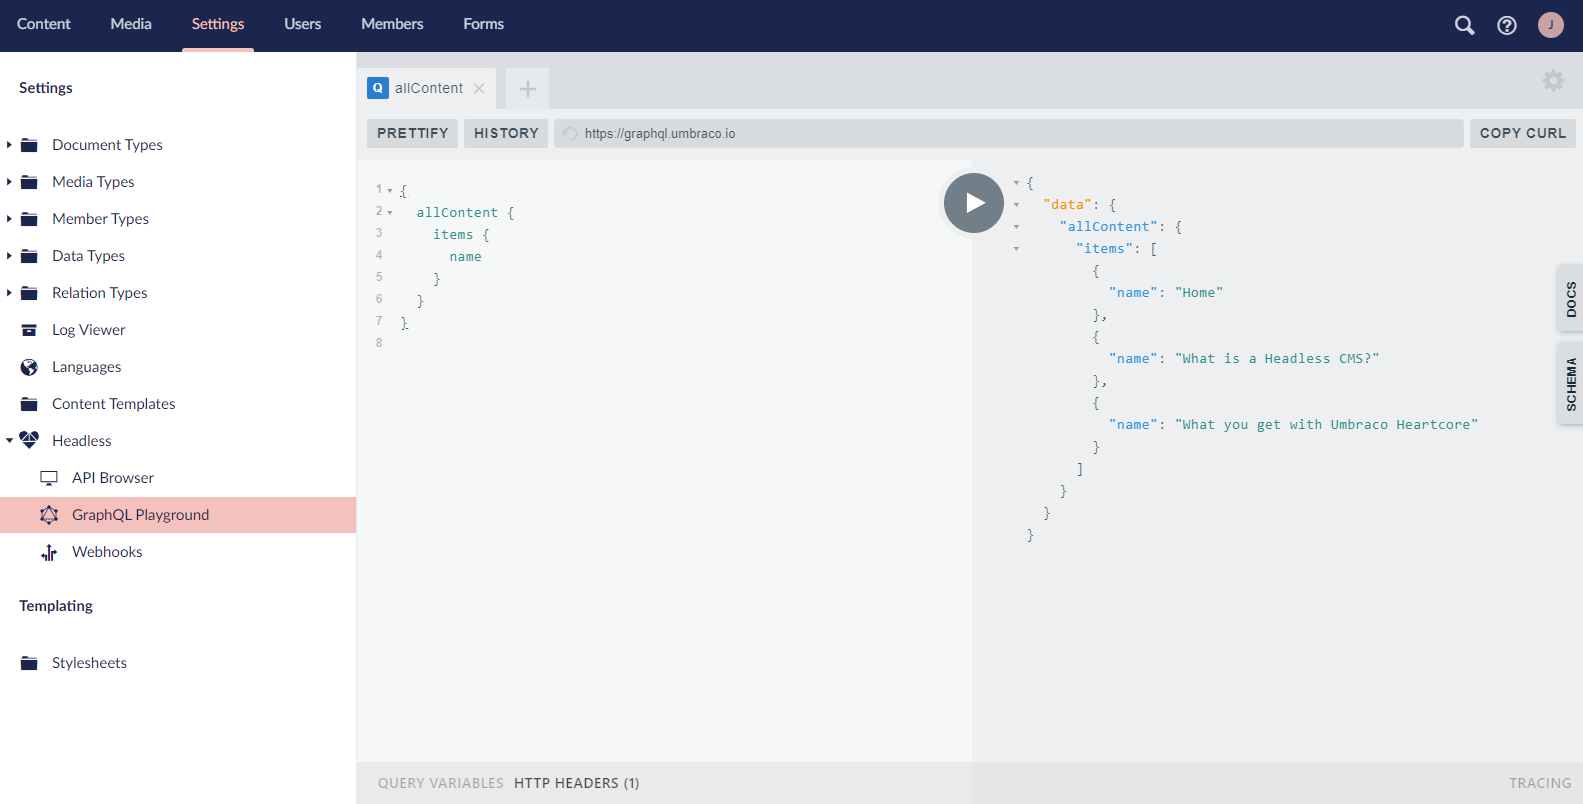 Content Media Settings Users Members Forms J
Settings
Document Types
Media Types
Member Types
Data Types
Relation Types
Log Viewer
Languages
Content Templates
Headless
API Browser
GraphQL Playground
Webhooks
Templating
Stylesheets
Q allContent
PRETTIFY HISTORY https://graphql.umbraco.io COPY CURL
1 {
2 allContent {
3 items {
4 name
5 }
6 }
7 }
8
{
"data": {
"allContent": {
"items": [
{
"name": "Home"
},
{
"name": "What is a Headless CMS?"
},
{
"name": "What you get with Umbraco Heartcore"
}
]
}
}
}
DOCS
SCHEMA
QUERY VARIABLES HTTP HEADERS (1) TRACING